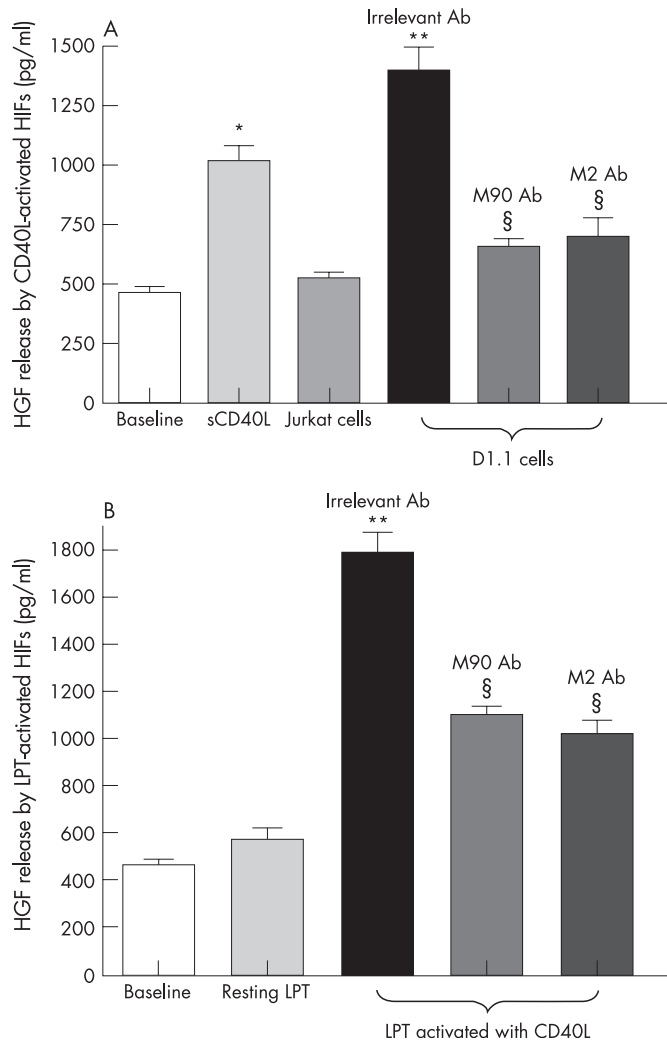 A
Irrelevant Ab
**
1500
1250
1000
750
500
250
0
HGF release by CD40L-activated HIFs (pg/ml)
*
M90 Ab
§
M2 Ab
§
Baseline
sCD40L
Jurkat cells
D1.1 cells
B
Irrelevant Ab
**
1800
1600
1400
1200
1000
800
600
400
200
0
HGF release by LPT-activated HIFs (pg/ml)
M90 Ab
§
M2 Ab
§
Baseline
Resting LPT
LPT activated with CD40L